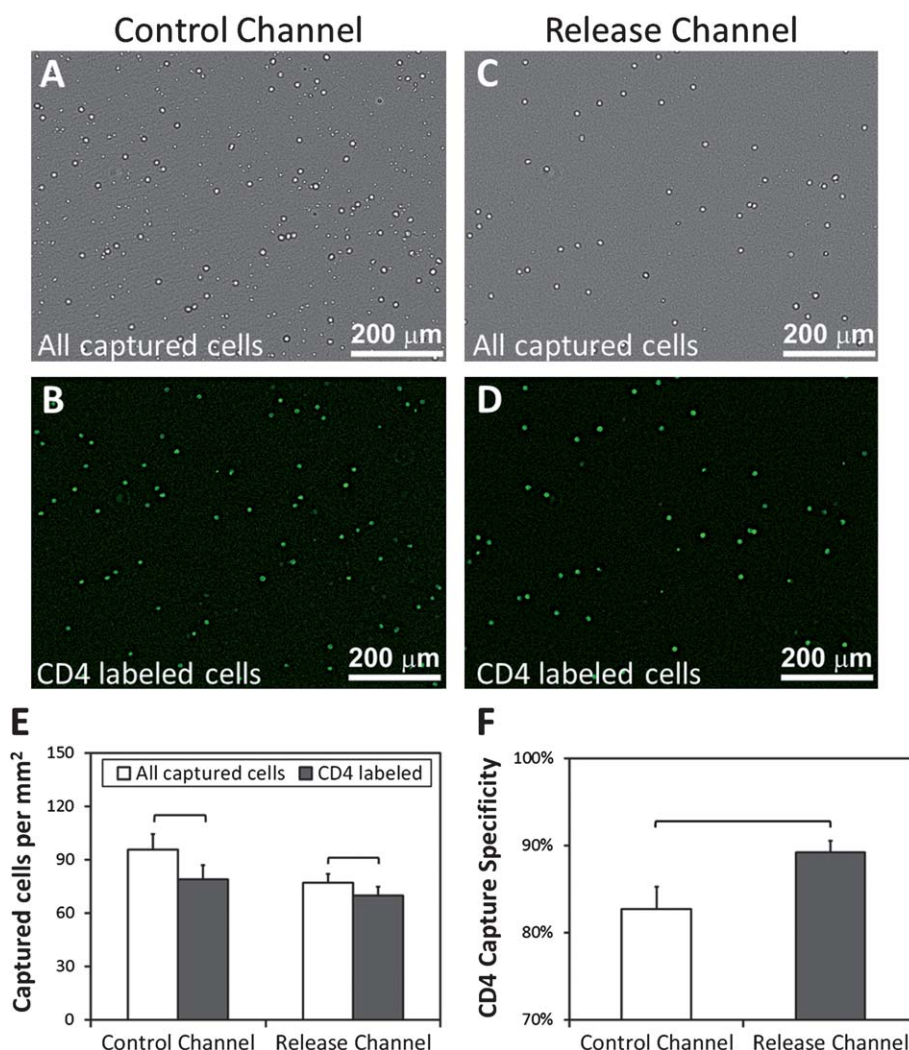 Control Channel
Release Channel
A
All captured cells
200 μm
C
All captured cells
200 μm
B
CD4 labeled cells
200 μm
D
CD4 labeled cells
200 μm
E
Captured cells per mm²
150
120
90
60
30
0
All captured cells
CD4 labeled
Control Channel
Release Channel
F
CD4 Capture Specificity
100%
90%
80%
70%
Control Channel
Release Channel